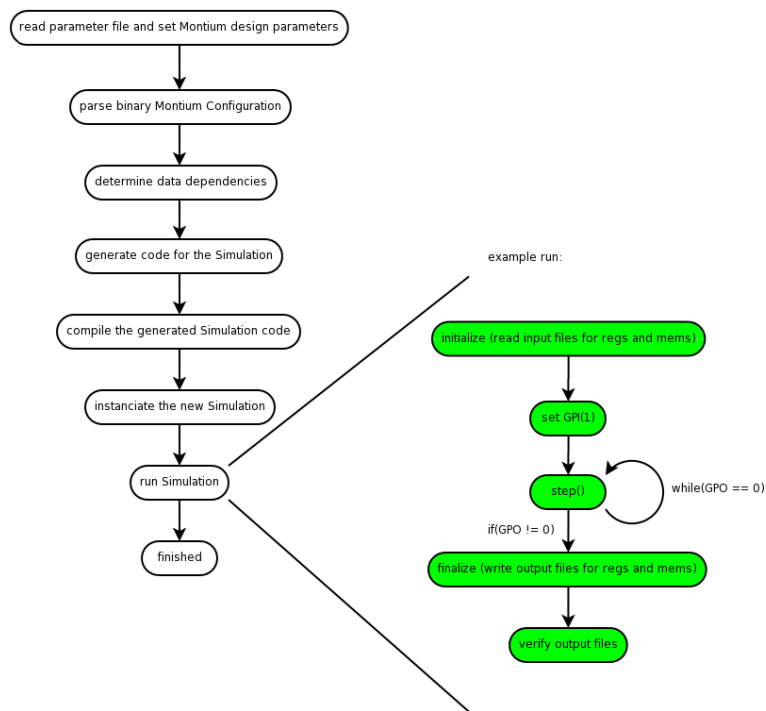 read parameter file and set Montium design parameters
parse binary Montium Configuration
determine data dependencies
generate code for the Simulation
compile the generated Simulation code
instanciate the new Simulation
run Simulation
finished
example run:
initialize (read input files for regs and mems)
set GPI(1)
step()
while(GPO == 0)
if(GPO != 0)
finalize (write output files for regs and mems)
verify output files